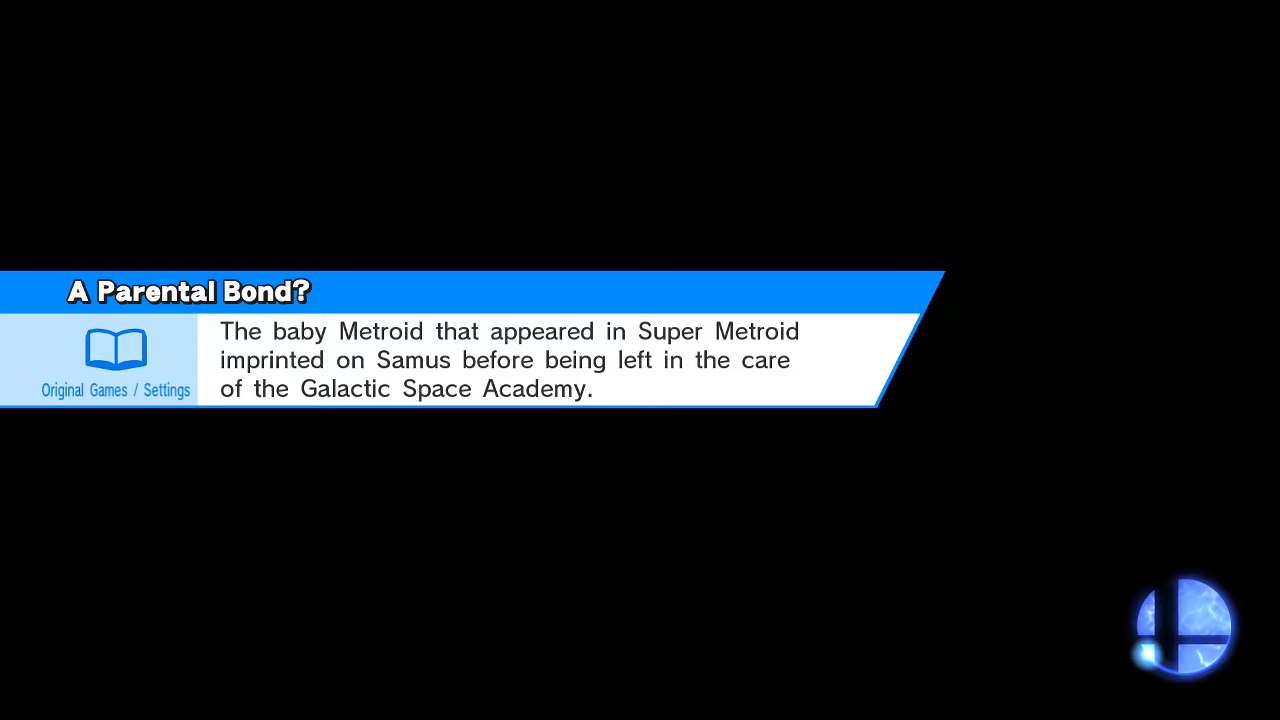 A Parental Bond?
The baby Metroid that appeared in Super Metroid
imprinted on Samus before being left in the care
of the Galactic Space Academy.
Original Games / Settings